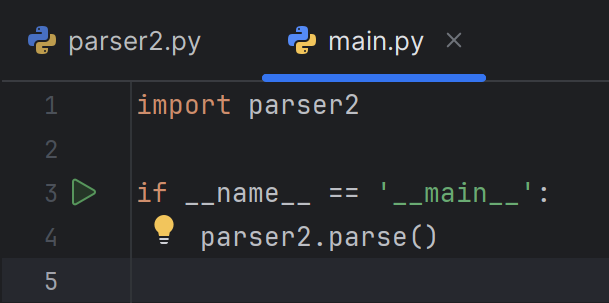 parser2.py main.py
1 import parser2
2
3 if __name__ == '__main__':
4 parser2.parse()
5